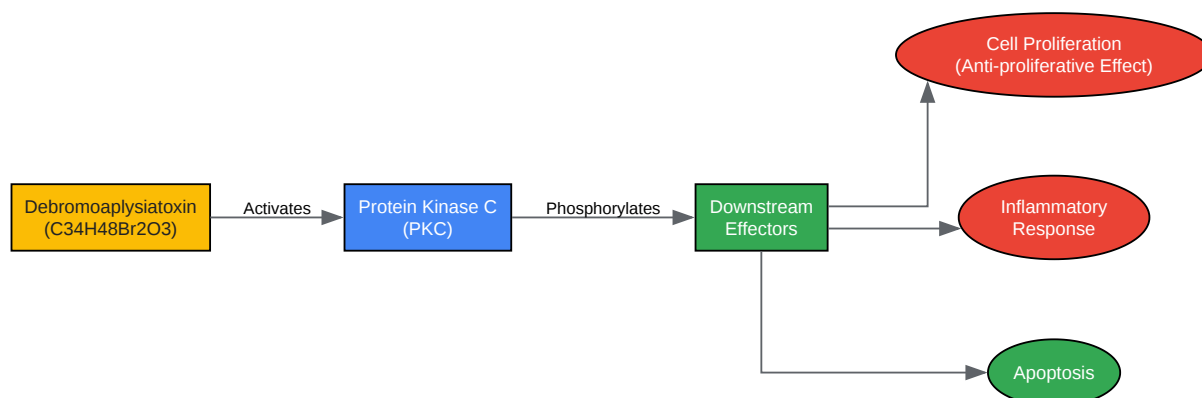 Cell Proliferation
(Anti-proliferative Effect)
Debromoaplysiatoxin
(C34H48Br2O3)
Activates
Protein Kinase C
(PKC)
Phosphorylates
Downstream
Effectors
Inflammatory
Response
Apoptosis